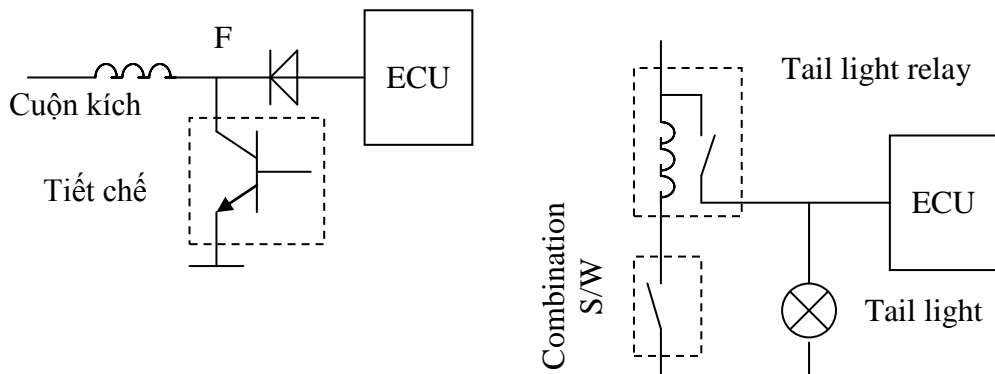 F
ECU
Cuộn kích
Tiết chế
Tail light relay
ECU
Combination
S/W
Tail light